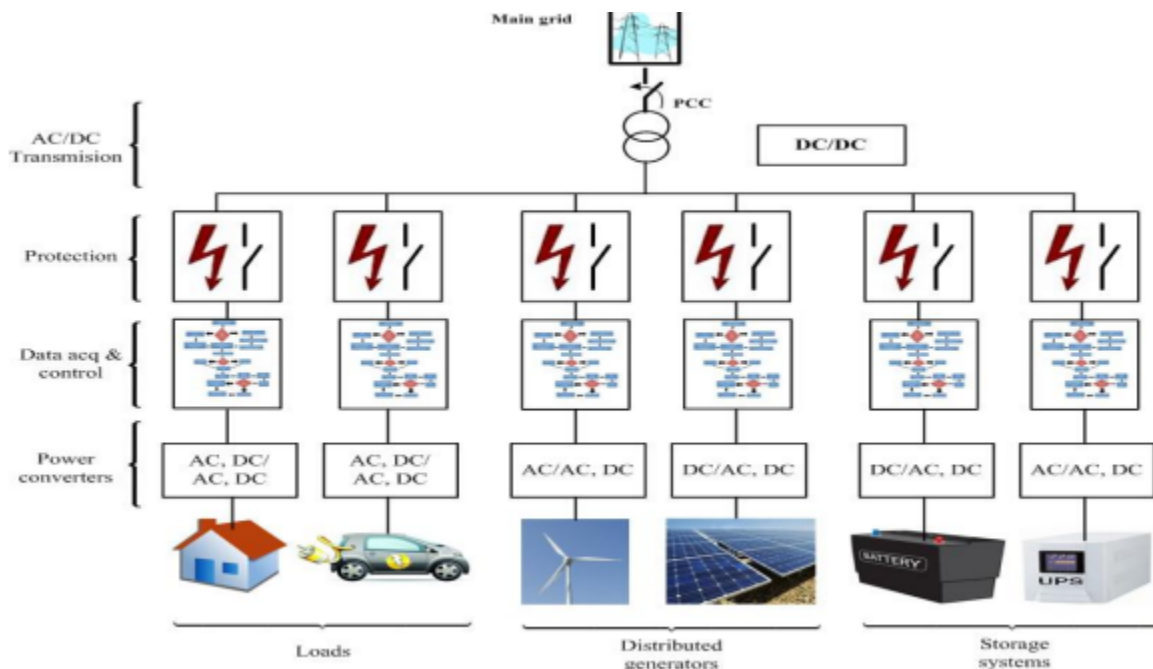 Main grid
PCC
AC/DC
Transmision
DC/DC
Protection
Data acq &
control
Power
converters
AC, DC/
AC, DC
AC, DC/
AC, DC
AC/AC, DC
DC/AC, DC
DC/AC, DC
AC/AC, DC
BATTERY
UPS
Loads
Distributed
generators
Storage
systems